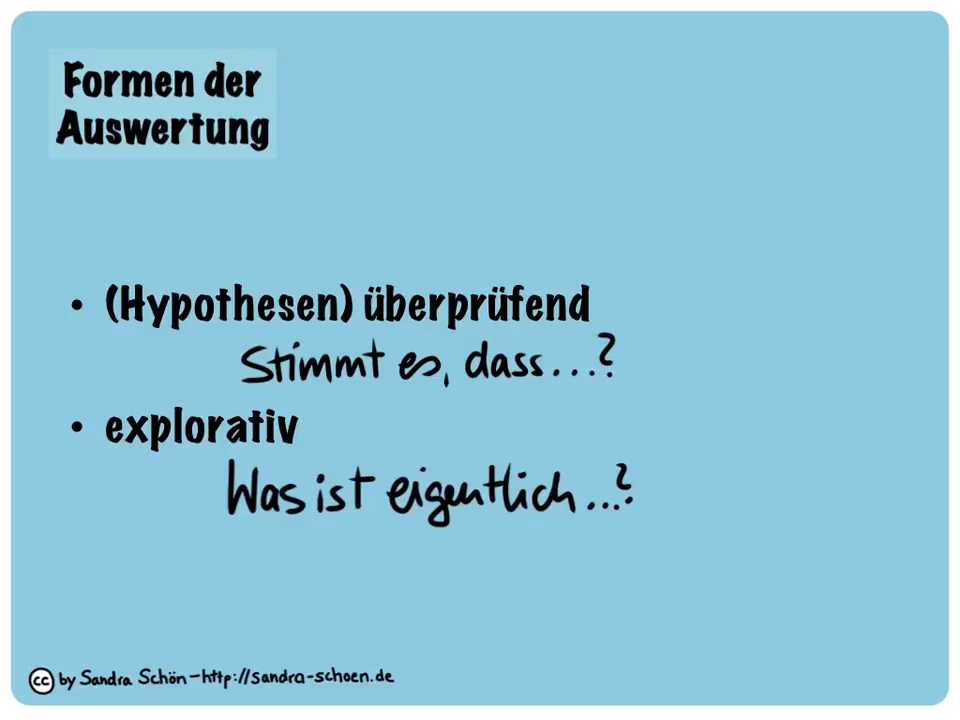 Formen der
Auswertung
• (Hypothesen) überprüfend
Stimmt es, dass...?
• explorativ
Was ist eigentlich...?
cc by Sandra Schön – http://sandra-schoen.de